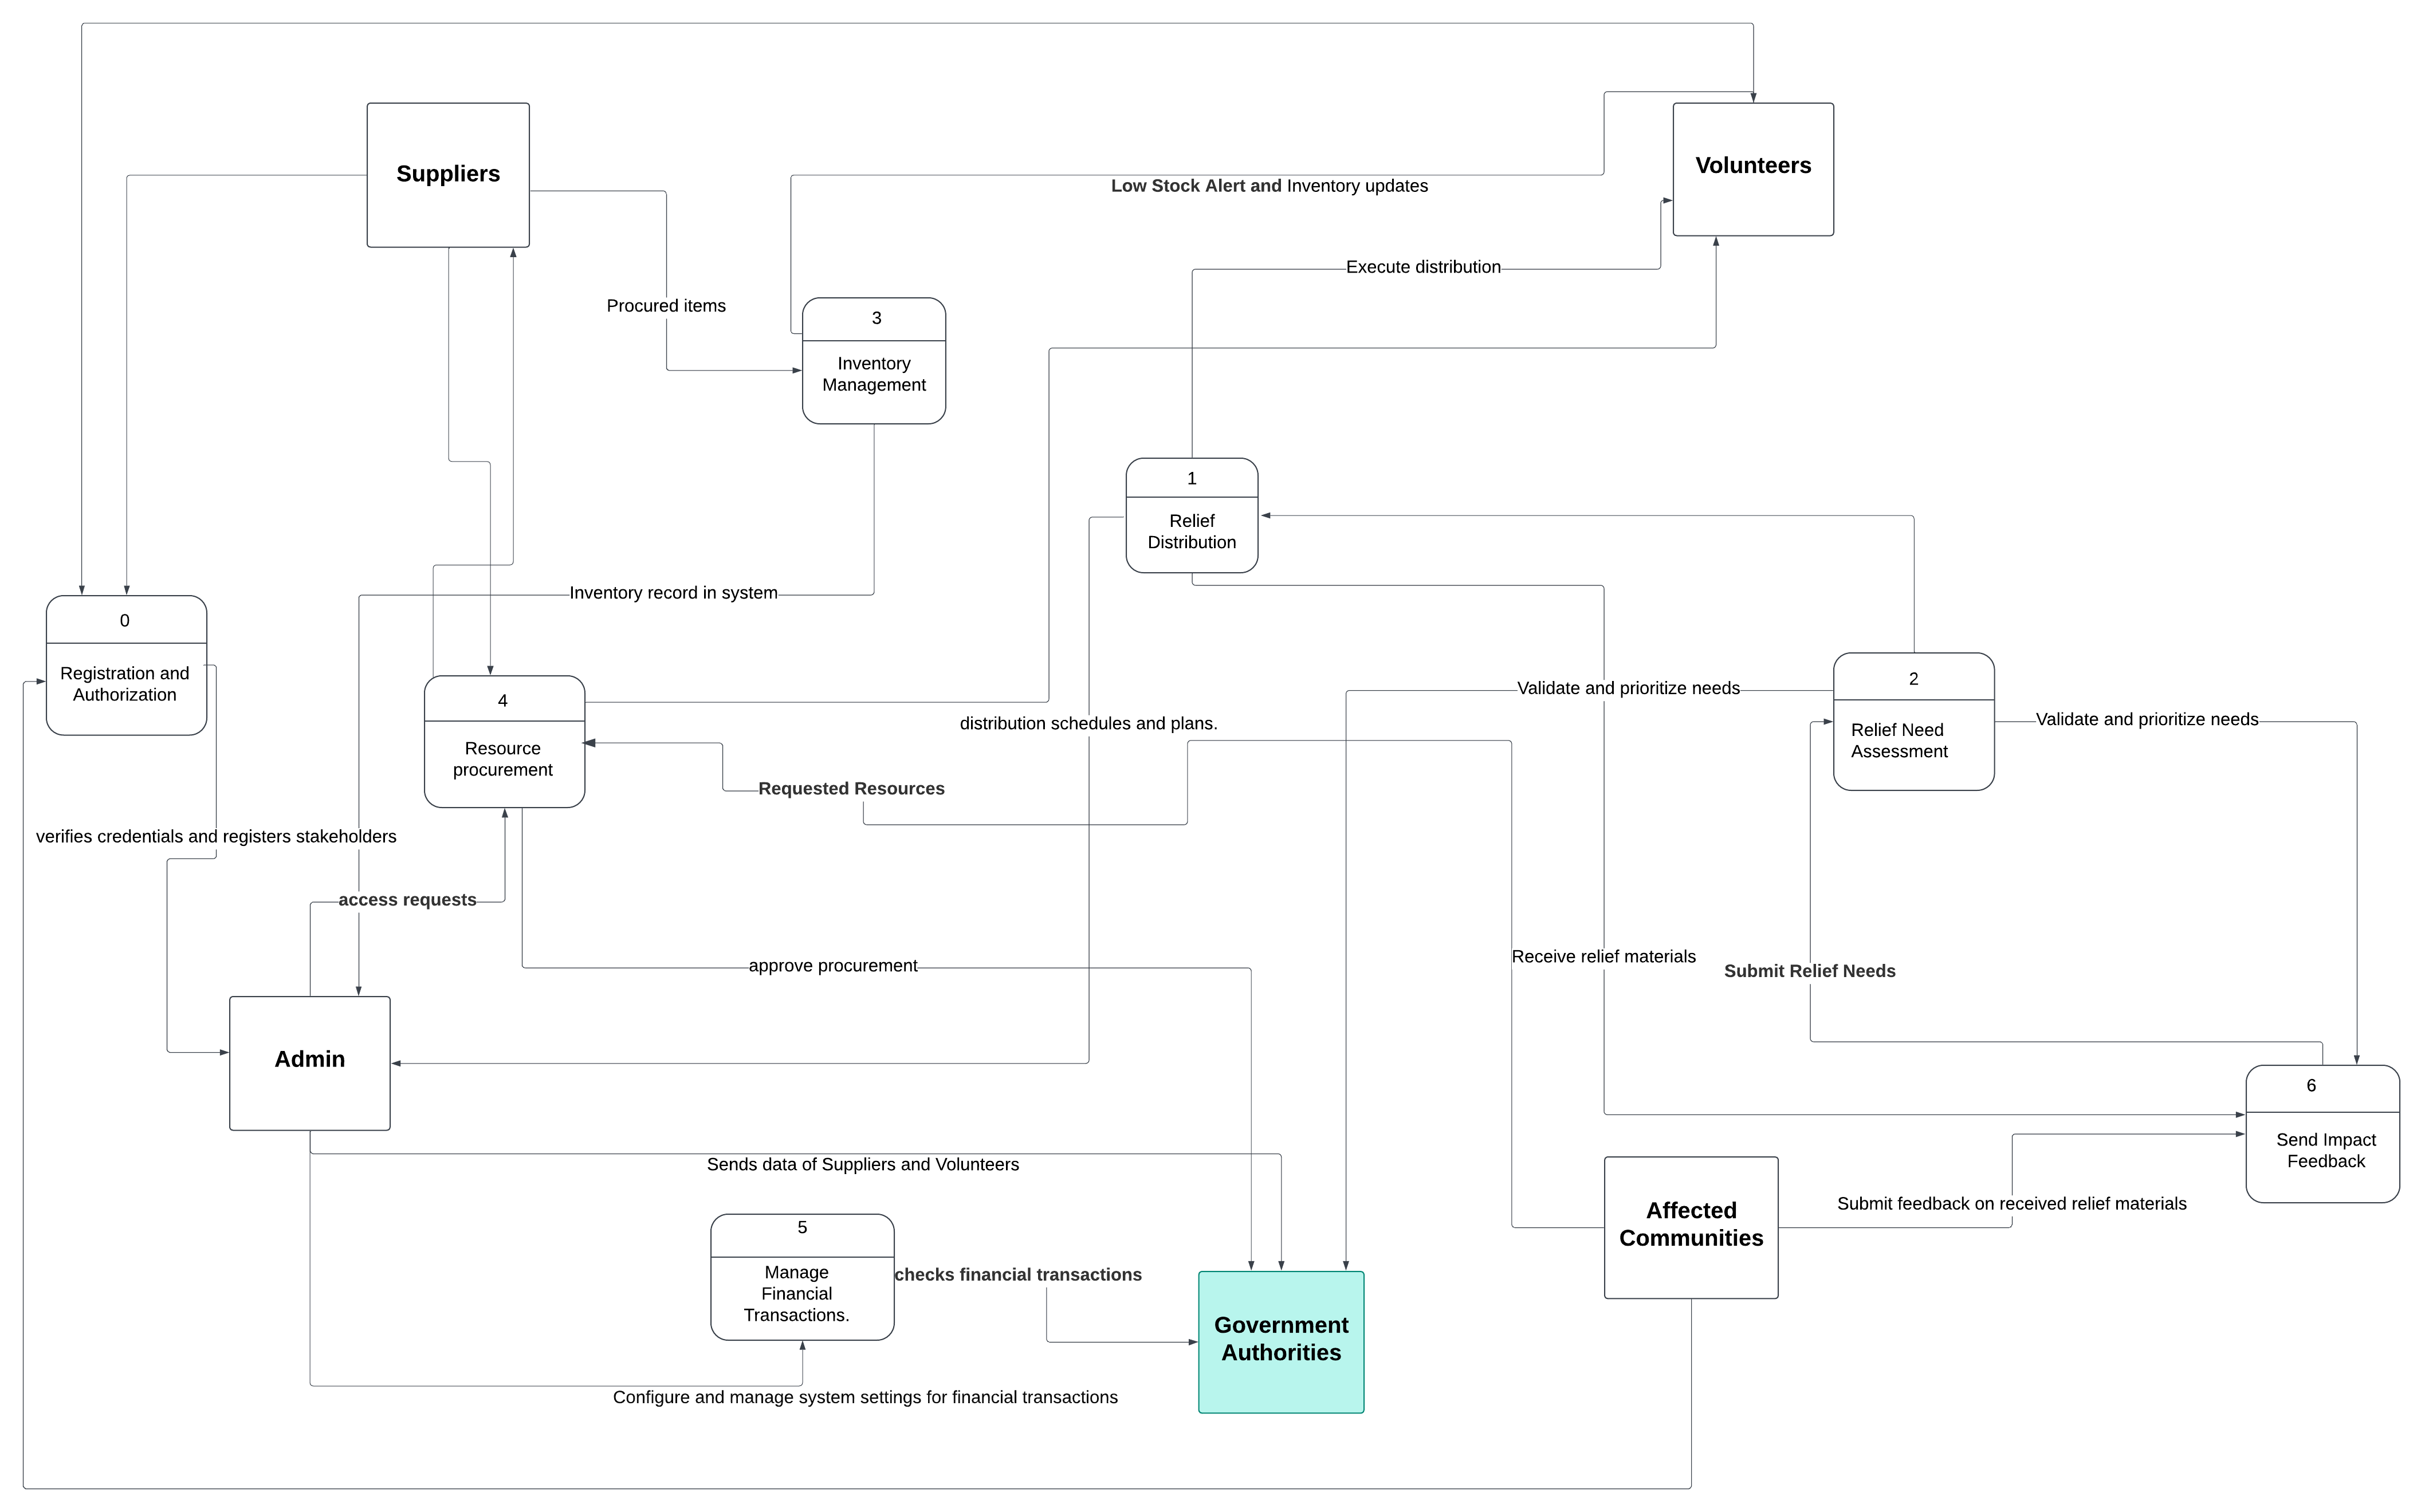 Suppliers
Volunteers
Low Stock Alert and Inventory updates
Execute distribution
Procured items
3
Inventory
Management
1
Relief
Distribution
Inventory record in system
0
Registration and
Authorization
4
Resource
procurement
2
Relief Need
Assessment
Validate and prioritize needs
Validate and prioritize needs
distribution schedules and plans.
Requested Resources
verifies credentials and registers stakeholders
access requests
approve procurement
Receive relief materials
Submit Relief Needs
Admin
6
Send Impact
Feedback
Sends data of Suppliers and Volunteers
Affected
Communities
Submit feedback on received relief materials
5
Manage
Financial
Transactions.
checks financial transactions
Government
Authorities
Configure and manage system settings for financial transactions